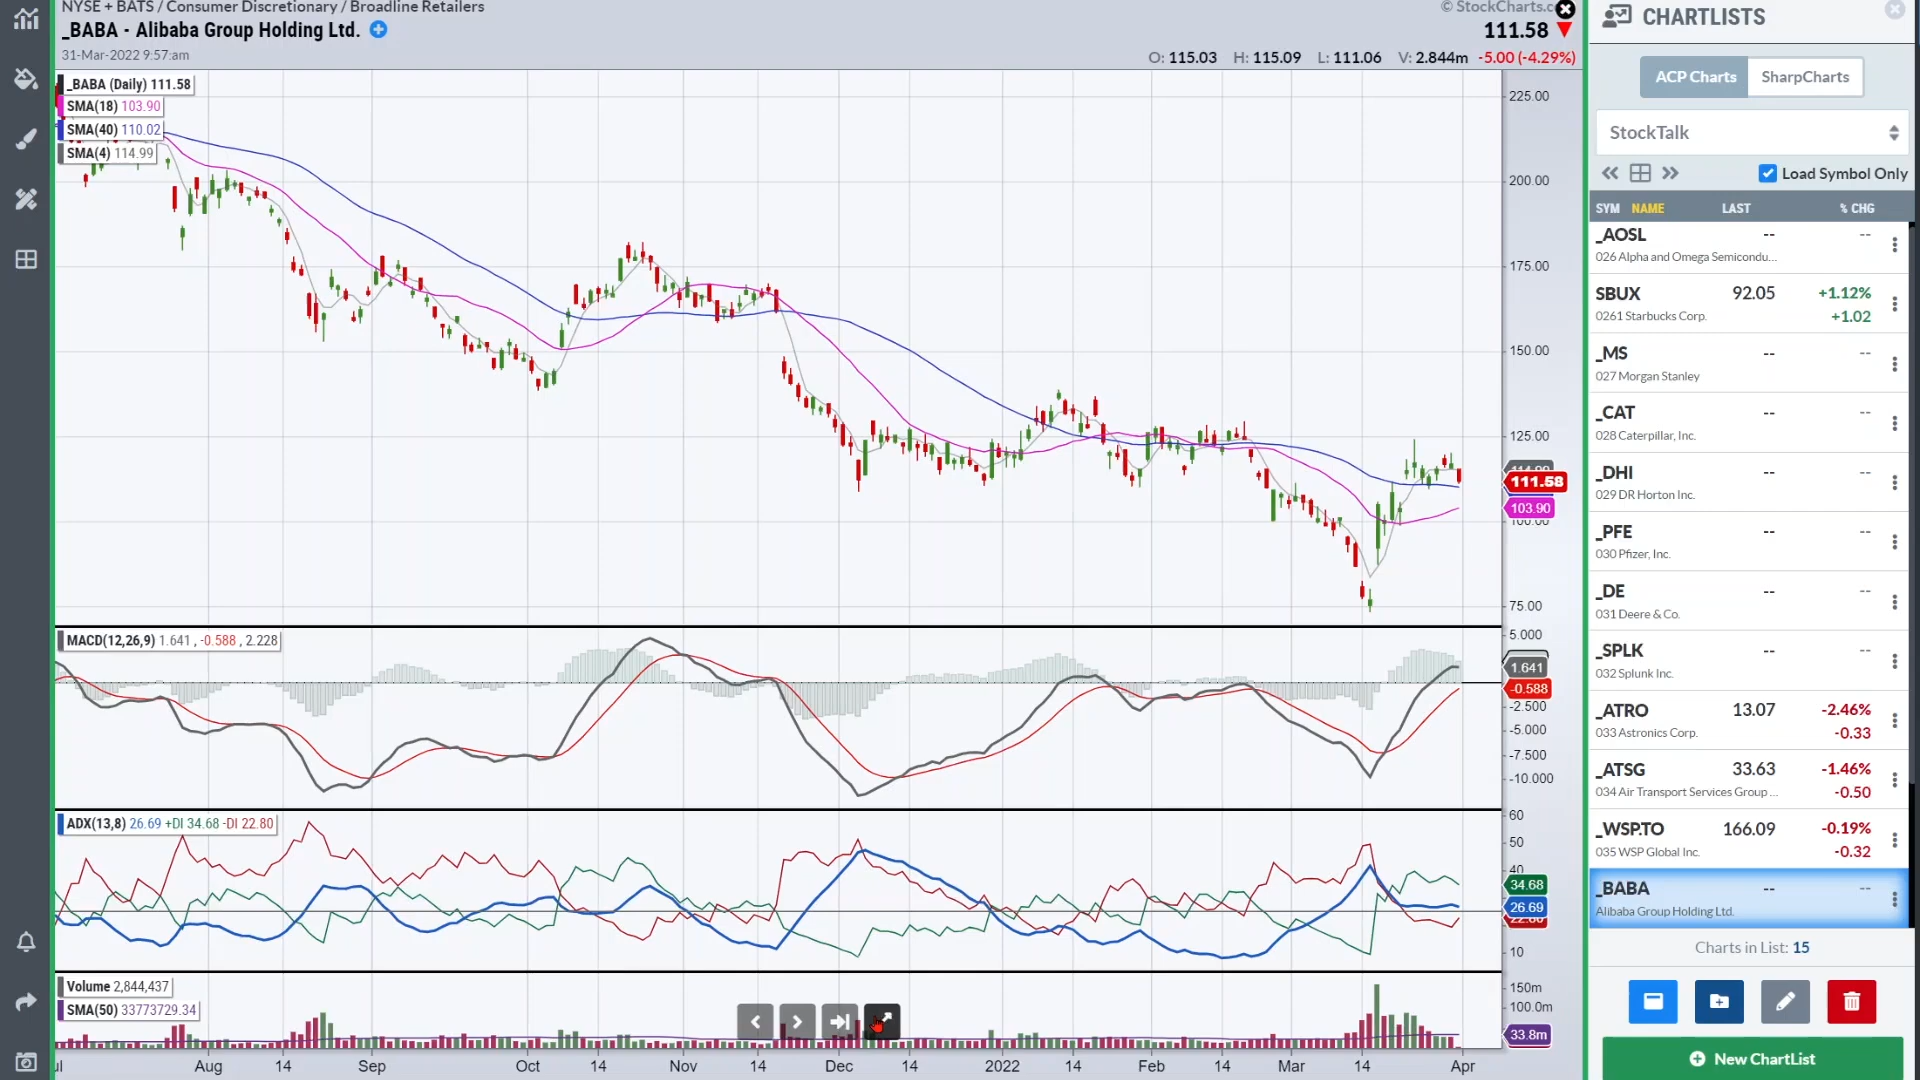 NYSE + BATS / Consumer Discretionary / Broadline Retailers
© StockCharts.c
_BABA - Alibaba Group Holding Ltd.
111.58
31-Mar-2022 9:57am
O: 115.03 H: 115.09 L: 111.06 V: 2.844m -5.00 (-4.29%)
_BABA (Daily) 111.58
SMA(18) 103.90
SMA(40) 110.02
SMA(4) 114.99
225.00
200.00
175.00
150.00
125.00
111.58
103.90
100.00
75.00
MACD(12,26,9) 1.641 , -0.588 , 2.228
5.000
1.641
-0.588
-2.500
-5.000
-7.500
-10.000
ADX(13,8) 26.69 +DI 34.68 -DI 22.80
60
50
40
34.68
26.69
10
Volume 2,844,437
SMA(50) 33773729.34
150m
100.0m
33.8m
Aug 14 Sep Oct 14 Nov 14 Dec 14 2022 14 Feb 14 Mar 14 Apr
CHARTLISTS
ACP Charts SharpCharts
StockTalk
Load Symbol Only
SYM NAME LAST % CHG
_AOSL -- --
026 Alpha and Omega Semicondu...
SBUX 92.05 +1.12%
0261 Starbucks Corp. +1.02
_MS -- --
027 Morgan Stanley
_CAT -- --
028 Caterpillar, Inc.
_DHI -- --
029 DR Horton Inc.
_PFE -- --
030 Pfizer, Inc.
_DE -- --
031 Deere & Co.
_SPLK -- --
032 Splunk Inc.
_ATRO 13.07 -2.46%
033 Astronics Corp. -0.33
_ATSG 33.63 -1.46%
034 Air Transport Services Group ... -0.50
_WSP.TO 166.09 -0.19%
035 WSP Global Inc. -0.32
_BABA -- --
Alibaba Group Holding Ltd.
Charts in List: 15
New ChartList